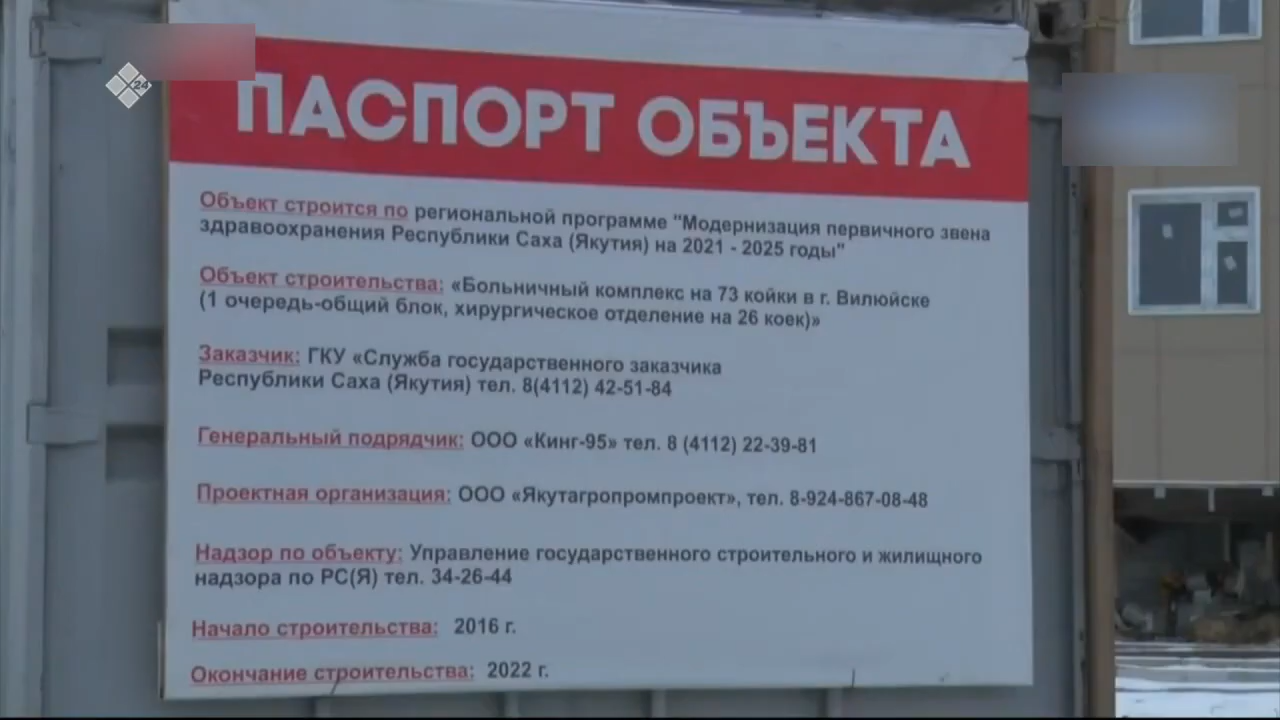 24
ПАСПОРТ ОБЪЕКТА
Объект строится по региональной программе "Модернизация первичного звена
здравоохранения Республики Саха (Якутия) на 2021 - 2025 годы"
Объект строительства: «Больничный комплекс на 73 койки в г. Вилюйске
(1 очередь-общий блок, хирургическое отделение на 26 коек)»
Заказчик: ГКУ «Служба государственного заказчика
Республики Саха (Якутия) тел. 8(4112) 42-51-84
Генеральный подрядчик: ООО «Кинг-95» тел. 8 (4112) 22-39-81
Проектная организация: ООО «Якутагропромпроект», тел. 8-924-867-08-48
Надзор по объекту: Управление государственного строительного и жилищного
надзора по РС(Я) тел. 34-26-44
Начало строительства: 2016 г.
Окончание строительства: 2022 г.